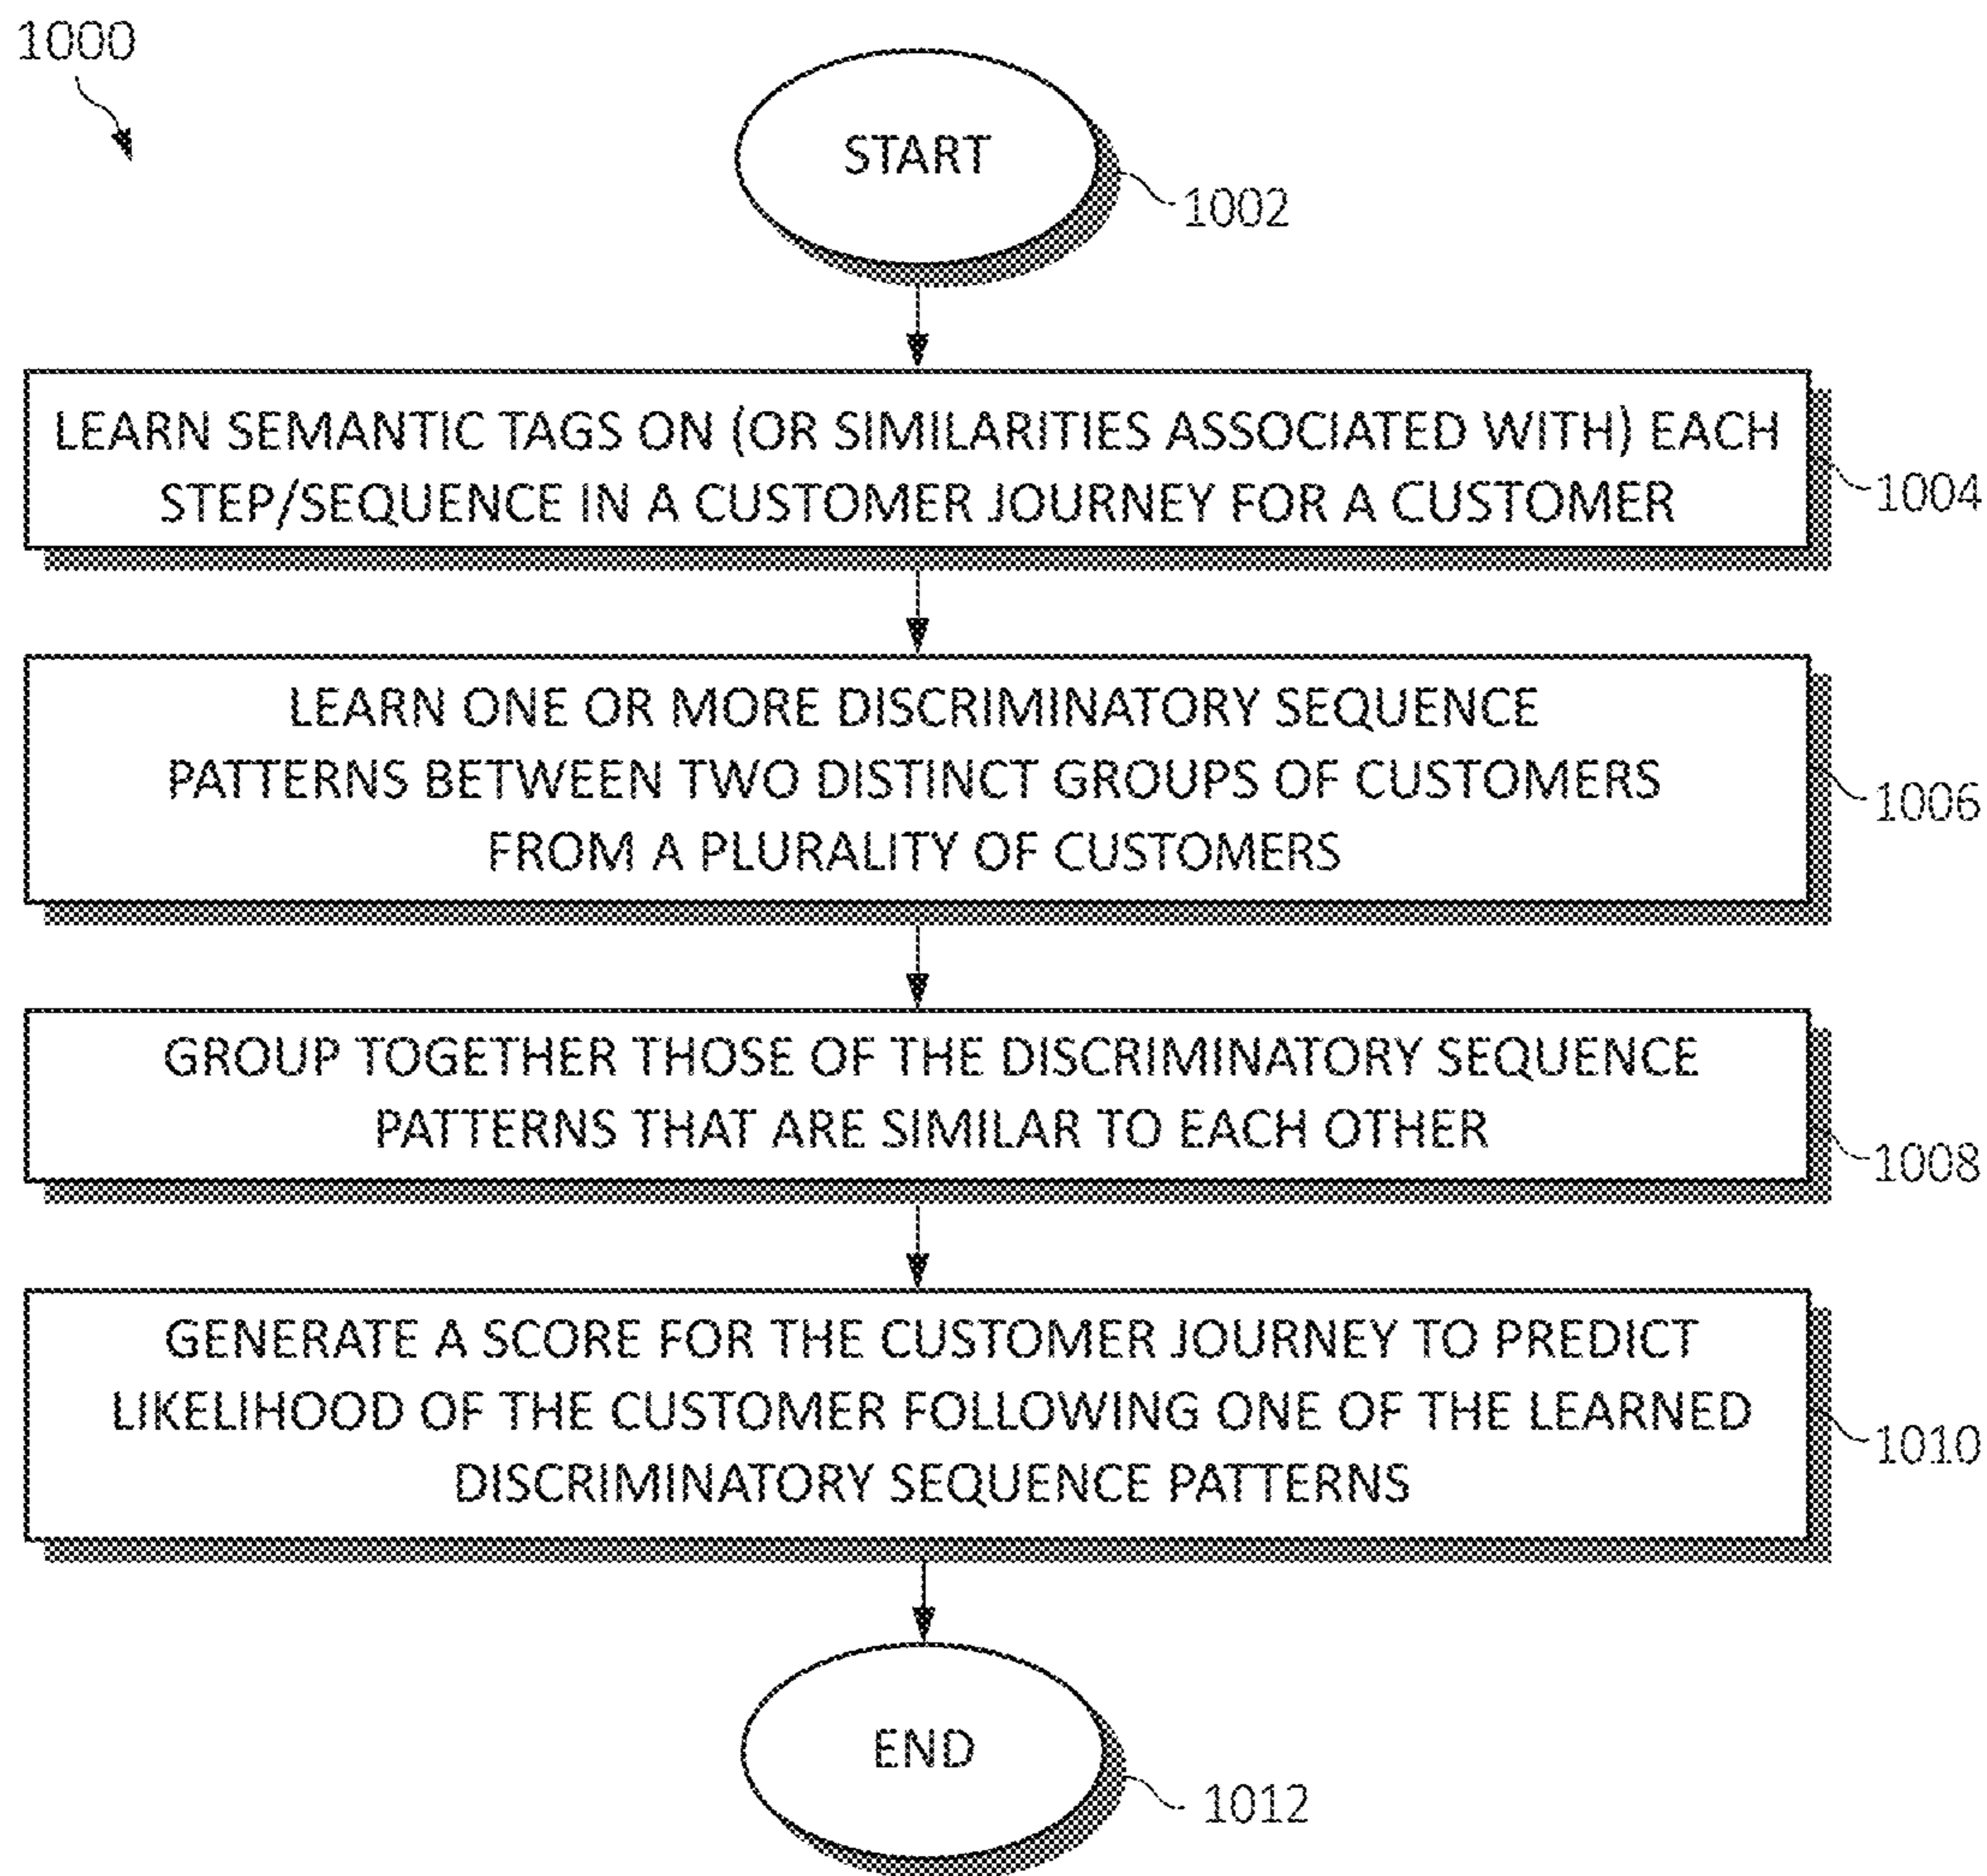 1000
START
1002
LEARN SEMANTIC TAGS ON (OR SIMILARITIES ASSOCIATED WITH) EACH
STEP/SEQUENCE IN A CUSTOMER JOURNEY FOR A CUSTOMER
1004
LEARN ONE OR MORE DISCRIMINATORY SEQUENCE
PATTERNS BETWEEN TWO DISTINCT GROUPS OF CUSTOMERS
FROM A PLURALITY OF CUSTOMERS
1006
GROUP TOGETHER THOSE OF THE DISCRIMINATORY SEQUENCE
PATTERNS THAT ARE SIMILAR TO EACH OTHER
1008
GENERATE A SCORE FOR THE CUSTOMER JOURNEY TO PREDICT
LIKELIHOOD OF THE CUSTOMER FOLLOWING ONE OF THE LEARNED
DISCRIMINATORY SEQUENCE PATTERNS
1010
END
1012